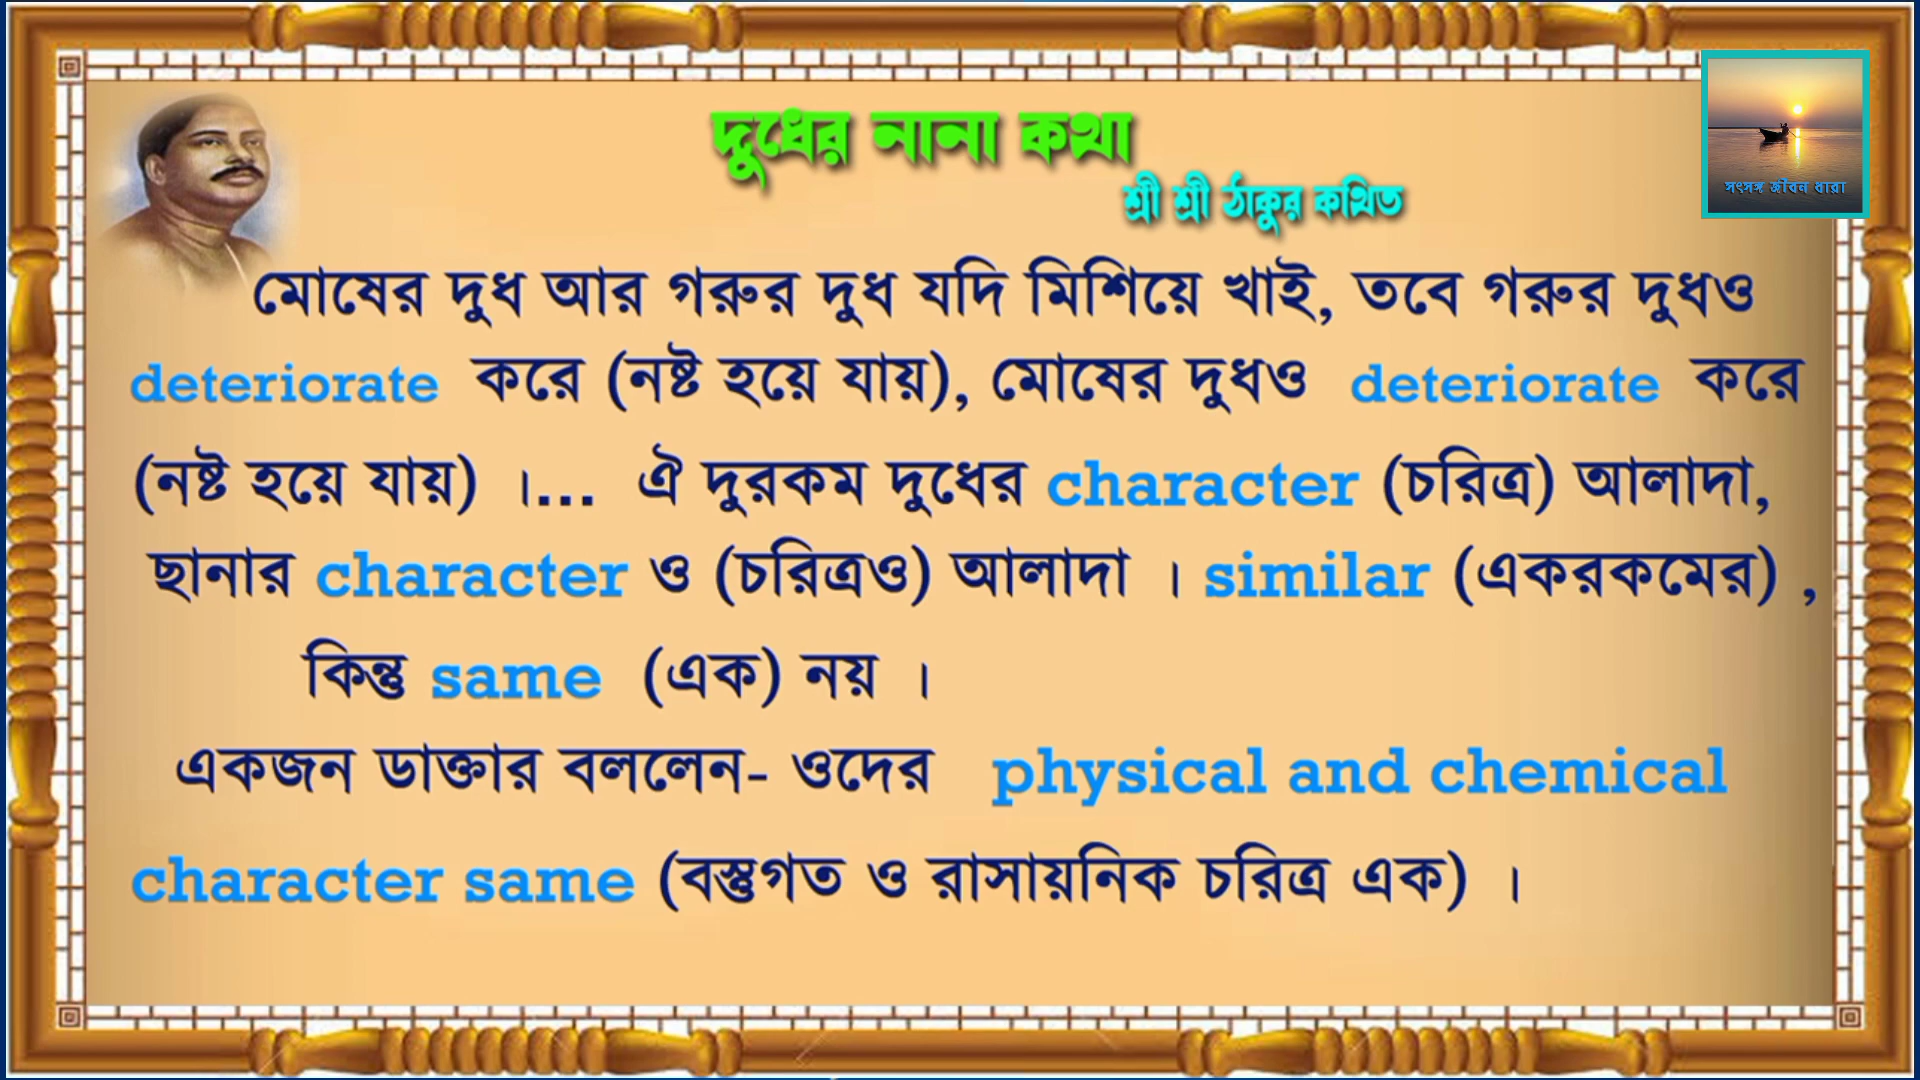 দুধের নানা কথা
শ্রী শ্রী ঠাকুর কথিত
সৎসঙ্গ জীবন ধারা
মোষের দুধ আর গরুর দুধ যদি মিশিয়ে খাই, তবে গরুর দুধও
deteriorate করে (নষ্ট হয়ে যায়), মোষের দুধও deteriorate করে
(নষ্ট হয়ে যায়) ।... ঐ দুরকম দুধের character (চরিত্র) আলাদা,
ছানার character ও (চরিত্রও) আলাদা । similar (একরকমের) ,
কিন্তু same (এক) নয় ।
একজন ডাক্তার বললেন- ওদের physical and chemical
character same (বস্তুগত ও রাসায়নিক চরিত্র এক) ।